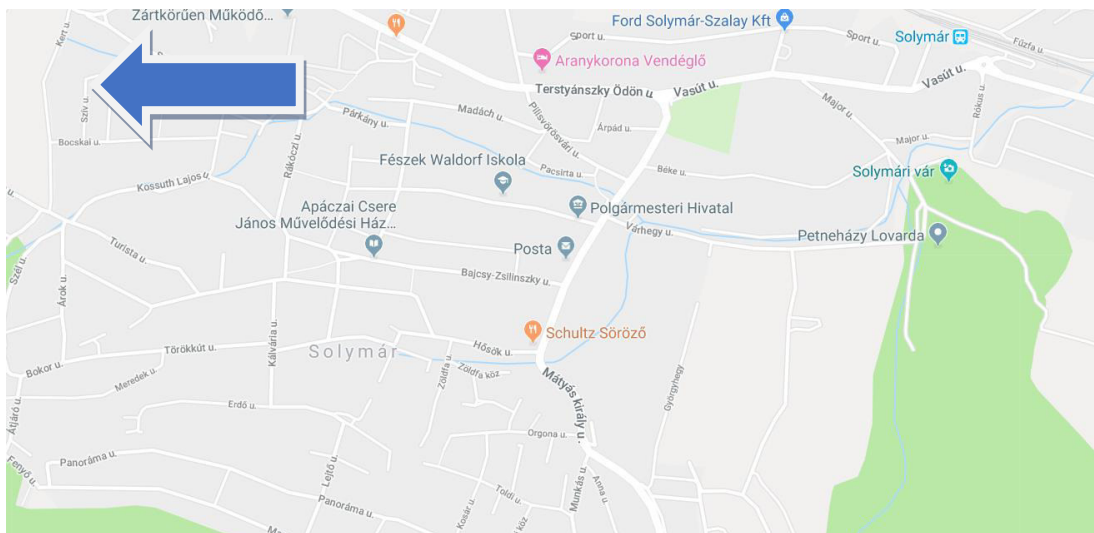 Zártkörűen Működő...
Ford Solymár-Szalay Kft
Kert u.
Sport u.
Sport u.
Solymár
Fűzfa u.
Aranykorona Vendéglő
Vasút u.
Terstyánszky Ödön u.
Vasút u.
Szív u.
Párkány u.
Madách u.
Pilisvörösvári u.
Árpád u.
Major u.
Rókus u.
Bocskai u.
Rákóczi u.
Major u.
Fészek Waldorf Iskola
Pacsirta u.
Béke u.
Solymári vár
Kossuth Lajos u.
Apáczai Csere
János Művelődési Ház...
Polgármesteri Hivatal
Várhegy u.
Petneházy Lovarda
Turista u.
Posta
Szél u.
Árok u.
Bajcsy-Zsilinszky u.
Schultz Söröző
Kálvária u.
Törökkút u.
Solymár
Hősök u.
Bokor u.
Meredek u.
Zöldfa u.
Zöldfa köz
Mátyás király u.
Györgyhegy
Átjáró u.
Erdő u.
Orgona u.
Panoráma u.
Fenyő u.
Lejtő u.
Panoráma u.
Toldi u.
Kosár u.
Munkás u.
Anna u.
köz